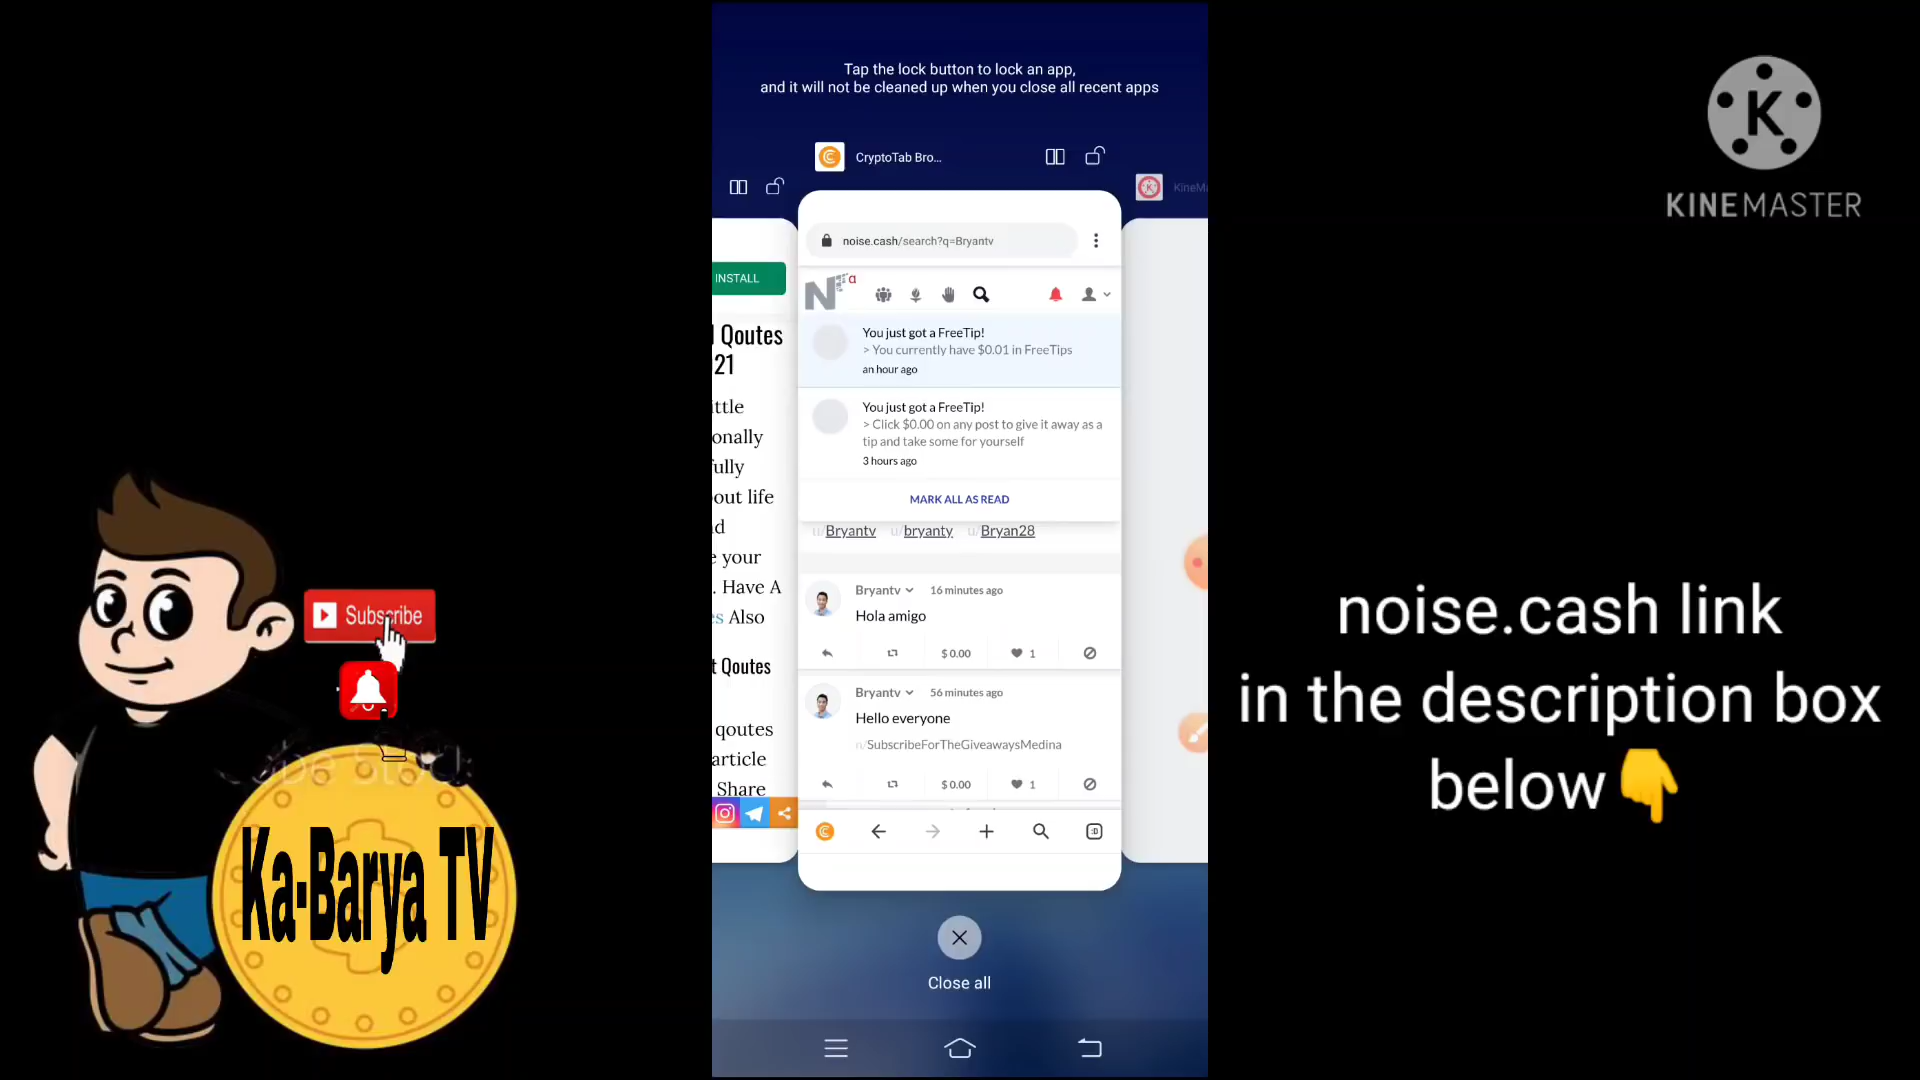 Tap the lock button to lock an app,
and it will not be cleaned up when you close all recent apps
CryptoTab Bro...
KineMa
noise.cash/search?q=Bryantv
INSTALL
N α
You just got a FreeTip!
> You currently have $0.01 in FreeTips
an hour ago
You just got a FreeTip!
> Click $0.00 on any post to give it away as a
tip and take some for yourself
3 hours ago
MARK ALL AS READ
u/Bryantv u/bryantv u/Bryan28
Bryantv 16 minutes ago
Hola amigo
$ 0.00 1
Bryantv 56 minutes ago
Hello everyone
n/SubscribeForTheGiveawaysMedina
$ 0.00 1
:D
Close all
l Qoutes
21
ittle
onally
fully
out life
d
e your
. Have A
s Also
t Qoutes
qoutes
article
Share
K
KINEMASTER
Subscribe
Ka-Barya TV
noise.cash link
in the description box
below👇